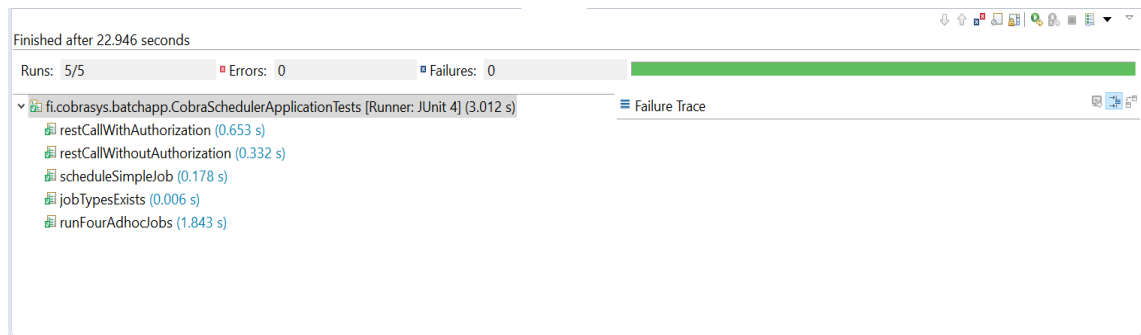 Finished after 22.946 seconds
Runs: 5/5 Errors: 0 Failures: 0
fi.cobrasys.batchapp.CobraSchedulerApplicationTests [Runner: JUnit 4] (3.012 s)
Failure Trace
restCallWithAuthorization (0.653 s)
restCallWithoutAuthorization (0.332 s)
scheduleSimpleJob (0.178 s)
jobTypesExists (0.006 s)
runFourAdhocJobs (1.843 s)